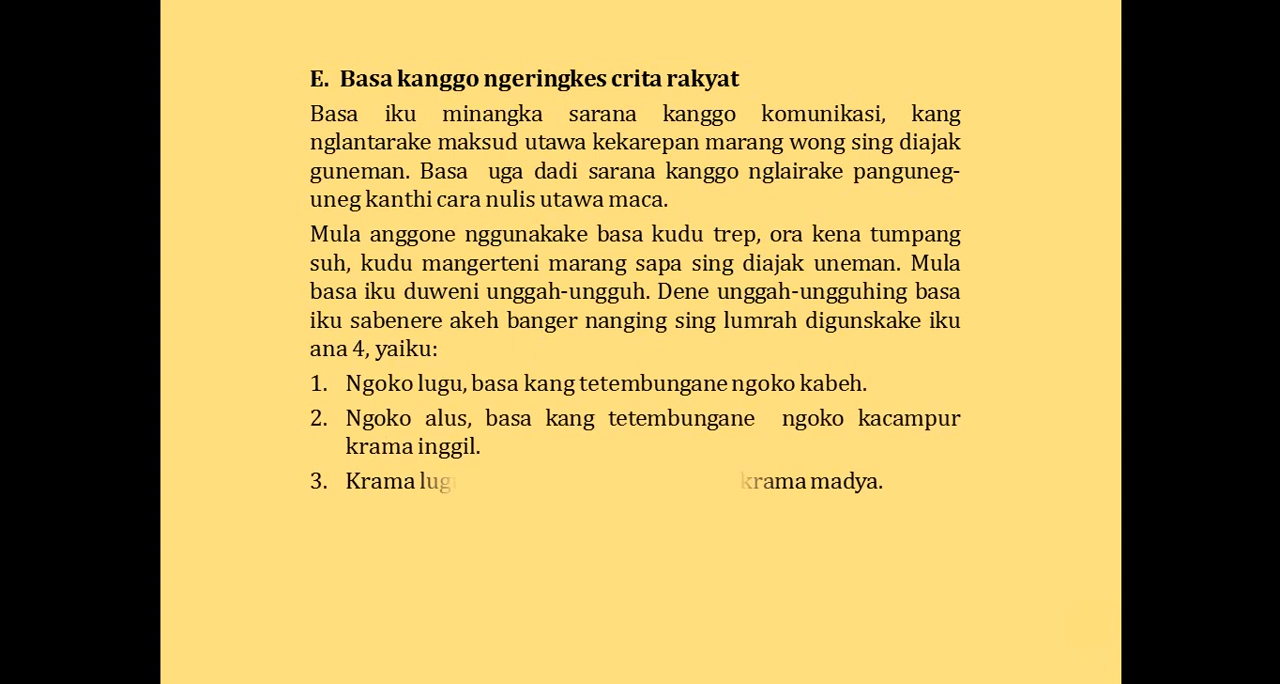 E. Basa kanggo ngeringkes crita rakyat
Basa iku minangka sarana kanggo komunikasi, kang
nglantarake maksud utawa kekarepan marang wong sing diajak
guneman. Basa uga dadi sarana kanggo nglairake panguneg-
uneg kanthi cara nulis utawa maca.
Mula anggone nggunakake basa kudu trep, ora kena tumpang
suh, kudu mangerteni marang sapa sing diajak uneman. Mula
basa iku duweni unggah-ungguh. Dene unggah-ungguhing basa
iku sabenere akeh banger nanging sing lumrah digunskake iku
ana 4, yaiku:
1. Ngoko lugu, basa kang tetembungane ngoko kabeh.
2. Ngoko alus, basa kang tetembungane ngoko kacampur
krama inggil.
3. Krama krama madya.